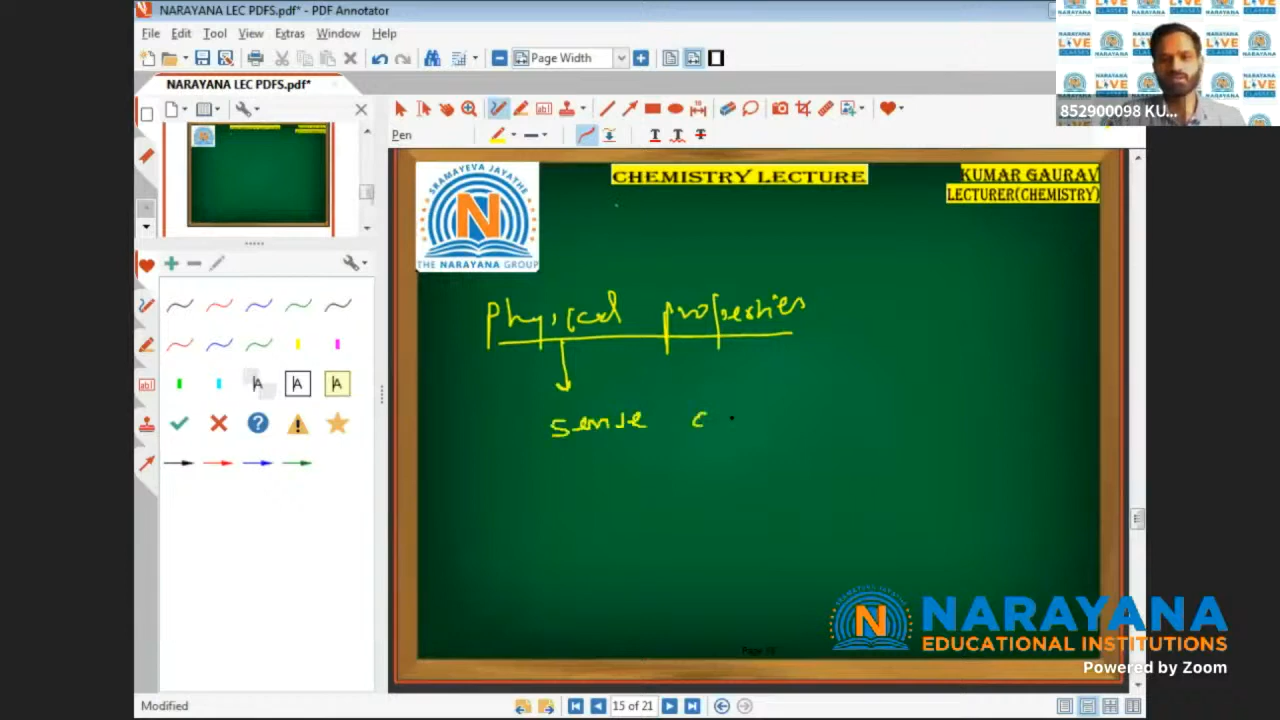 NARAYANA LEC PDFS.pdf* - PDF Annotator
File Edit Tool View Extras Window Help
Page Width
NARAYANA LEC PDFS.pdf*
Pen
852900098 KU...
SRAMAYEVA JAYATHE
N
THE NARAYANA GROUP
CHEMISTRY LECTURE
KUMAR GAURAV
LECTURER(CHEMISTRY)
Physical properties
sense o
NARAYANA
EDUCATIONAL INSTITUTIONS
Powered by Zoom
Modified
15 of 21